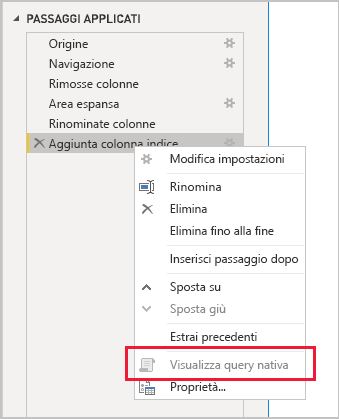 PASSAGGI APPLICATI
Origine
Navigazione
Rimosse colonne
Area espansa
Rinominate colonne
Aggiunta colonna indice
Modifica impostazioni
Rinomina
Elimina
Elimina fino alla fine
Inserisci passaggio dopo
Sposta su
Sposta giù
Estrai precedenti
Visualizza query nativa
Proprietà...